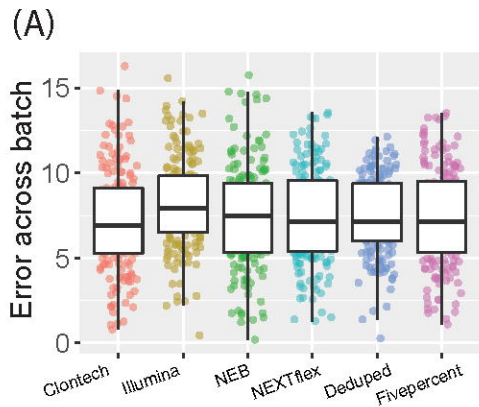 (A)
Error across batch
15
10
5
0
Clontech
Illumina
NEB
NEXTflex
Deduped
Fivepercent